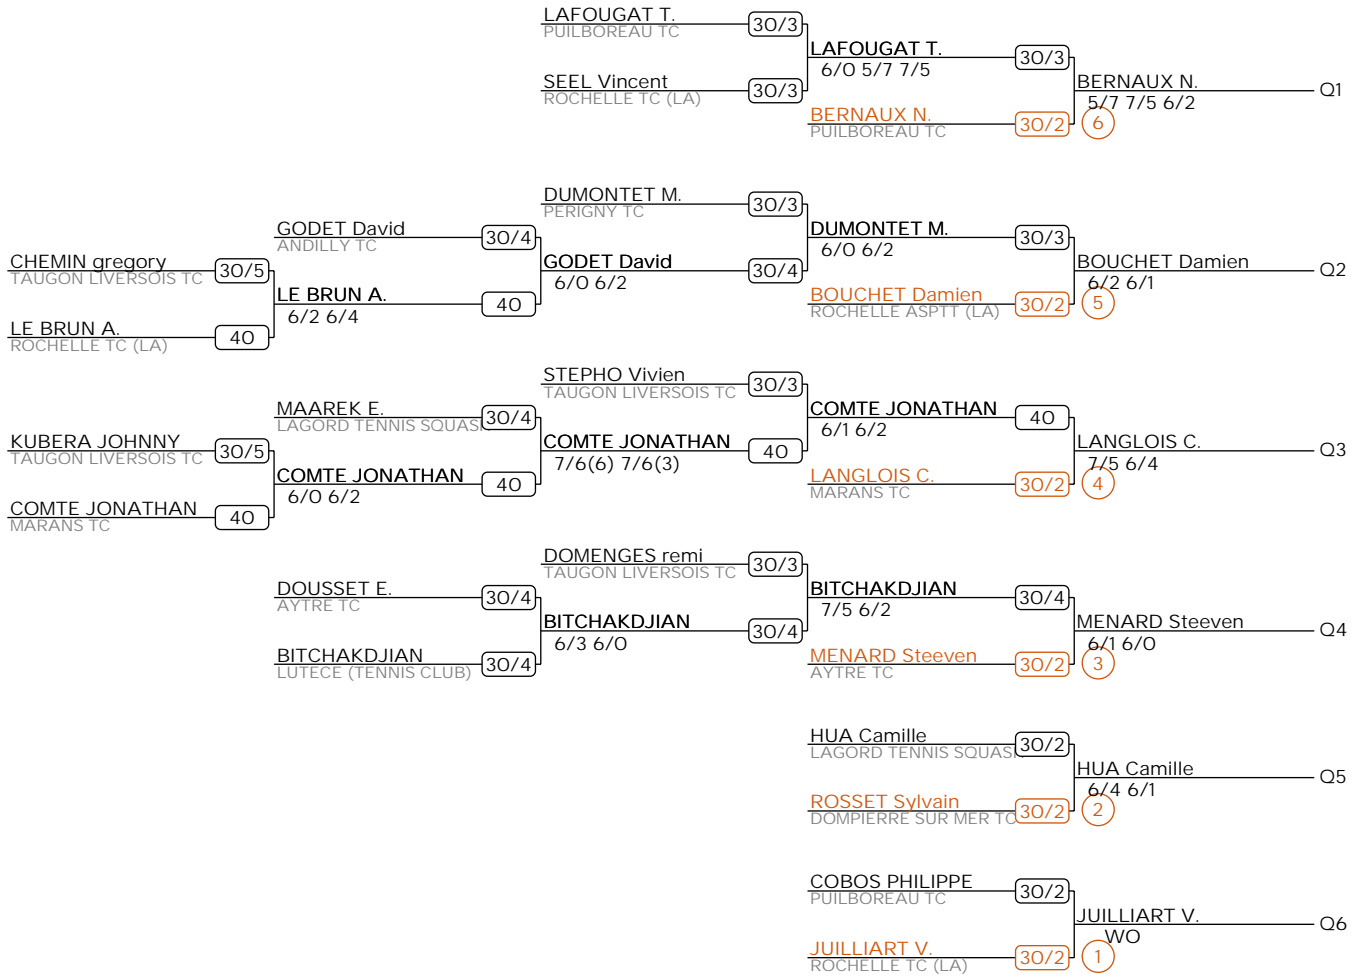 LAFOUGAT T.
PUILBOREAU TC
30/3
LAFOUGAT T.
6/0 5/7 7/5
30/3
SEEL Vincent
ROCHELLE TC (LA)
30/3
BERNAUX N.
5/7 7/5 6/2
Q1
BERNAUX N.
PUILBOREAU TC
30/2
6
DUMONTET M.
PERIGNY TC
30/3
GODET David
ANDILLY TC
30/4
DUMONTET M.
6/0 6/2
30/3
CHEMIN gregory
TAUGON LIVERSOIS TC
30/5
GODET David
6/0 6/2
30/4
BOUCHET Damien
6/2 6/1
Q2
LE BRUN A.
6/2 6/4
40
BOUCHET Damien
ROCHELLE ASPTT (LA)
30/2
5
LE BRUN A.
ROCHELLE TC (LA)
40
STEPHO Vivien
TAUGON LIVERSOIS TC
30/3
MAAREK E.
LAGORD TENNIS SQUAS
30/4
COMTE JONATHAN
6/1 6/2
40
KUBERA JOHNNY
TAUGON LIVERSOIS TC
30/5
COMTE JONATHAN
7/6(6) 7/6(3)
40
LANGLOIS C.
7/5 6/4
Q3
COMTE JONATHAN
6/0 6/2
40
LANGLOIS C.
MARANS TC
30/2
4
COMTE JONATHAN
MARANS TC
40
DOMENGES remi
TAUGON LIVERSOIS TC
30/3
DOUSSET E.
AYTRE TC
30/4
BITCHAKDJIAN
7/5 6/2
30/4
BITCHAKDJIAN
6/3 6/0
30/4
MENARD Steeven
6/1 6/0
Q4
BITCHAKDJIAN
LUTECE (TENNIS CLUB)
30/4
MENARD Steeven
AYTRE TC
30/2
3
HUA Camille
LAGORD TENNIS SQUAS
30/2
HUA Camille
6/4 6/1
Q5
ROSSET Sylvain
DOMPIERRE SUR MER TC
30/2
2
COBOS PHILIPPE
PUILBOREAU TC
30/2
JUILLIART V.
WO
Q6
JUILLIART V.
ROCHELLE TC (LA)
30/2
1